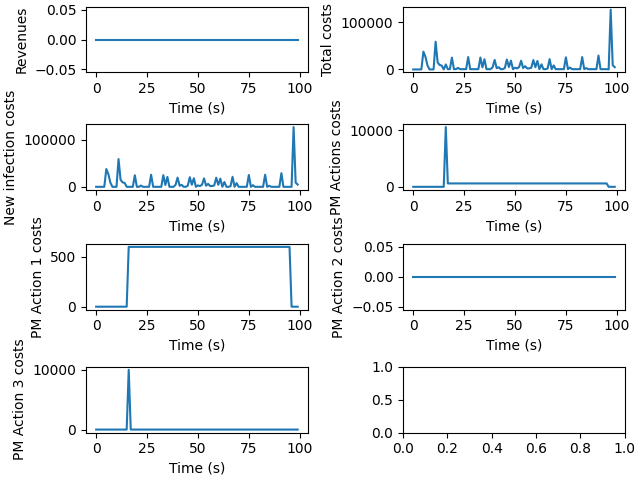 Revenues
0.05
0.00
−0.05
0 25 50 75 100
Time (s)
Total costs
100000
0
0 25 50 75 100
Time (s)
New infection costs
100000
0
0 25 50 75 100
Time (s)
PM Actions costs
10000
0
0 25 50 75 100
Time (s)
PM Action 1 costs
500
0
0 25 50 75 100
Time (s)
PM Action 2 costs
0.05
0.00
−0.05
0 25 50 75 100
Time (s)
PM Action 3 costs
10000
0
0 25 50 75 100
Time (s)
1.0
0.5
0.0
0.0 0.2 0.4 0.6 0.8 1.0